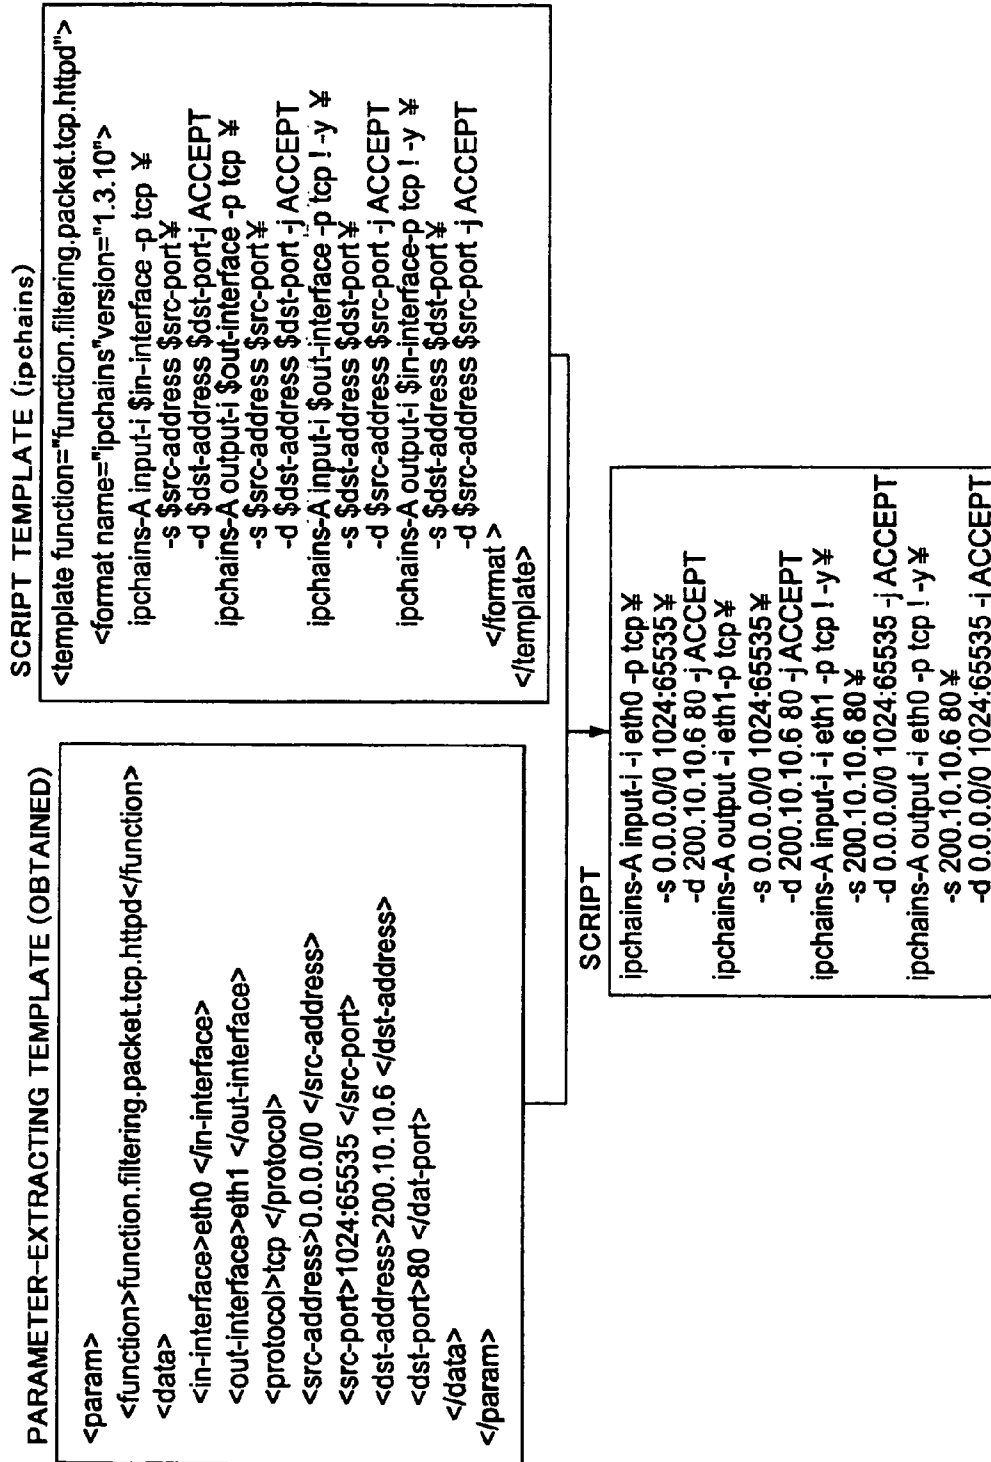 PARAMETER-EXTRACTING TEMPLATE (OBTAINED)
<param>
<function>function.filtering.packet.tcp.httpd</function>
<data>
<in-interface>eth0 </in-interface>
<out-interface>eth1 </out-interface>
<protocol>tcp </protocol>
<src-address>0.0.0.0/0 </src-address>
<src-port>1024:65535 </src-port>
<dst-address>200.10.10.6 </dst-address>
<dst-port>80 </dat-port>
</data>
</param>
SCRIPT TEMPLATE (ipchains)
<template function="function.filtering.packet.tcp.httpd">
<format name="ipchains"version="1.3.10">
ipchains-A input-i $in-interface -p tcp ¥
-s $src-address $src-port¥
-d $dst-address $dst-port-j ACCEPT
ipchains-A output-i $out-interface -p tcp ¥
-s $src-address $src-port¥
-d $dst-address $dst-port -j ACCEPT
ipchains-A input-i $out-interface -p tcp ! -y ¥
-s $dst-address $dst-port¥
-d $src-address $src-port -j ACCEPT
ipchains-A output-i $in-interface-p tcp ! -y ¥
-s $dst-address $dst-port¥
-d $src-address $src-port -j ACCEPT
</format >
</template>
SCRIPT
ipchains-A input-i -i eth0 -p tcp¥
-s 0.0.0.0/0 1024:65535¥
-d 200.10.10.6 80 -j ACCEPT
ipchains-A output -i eth1-p tcp¥
-s 0.0.0.0/0 1024:65535¥
-d 200.10.10.6 80 -j ACCEPT
ipchains-A input-i -i eth1 -p tcp ! -y¥
-s 200.10.10.6 80¥
-d 0.0.0.0/0 1024:65535 -j ACCEPT
ipchains-A output -i eth0 -p tcp ! -y¥
-s 200.10.10.6 80¥
-d 0.0.0.0/0 1024:65535 -j ACCEPT